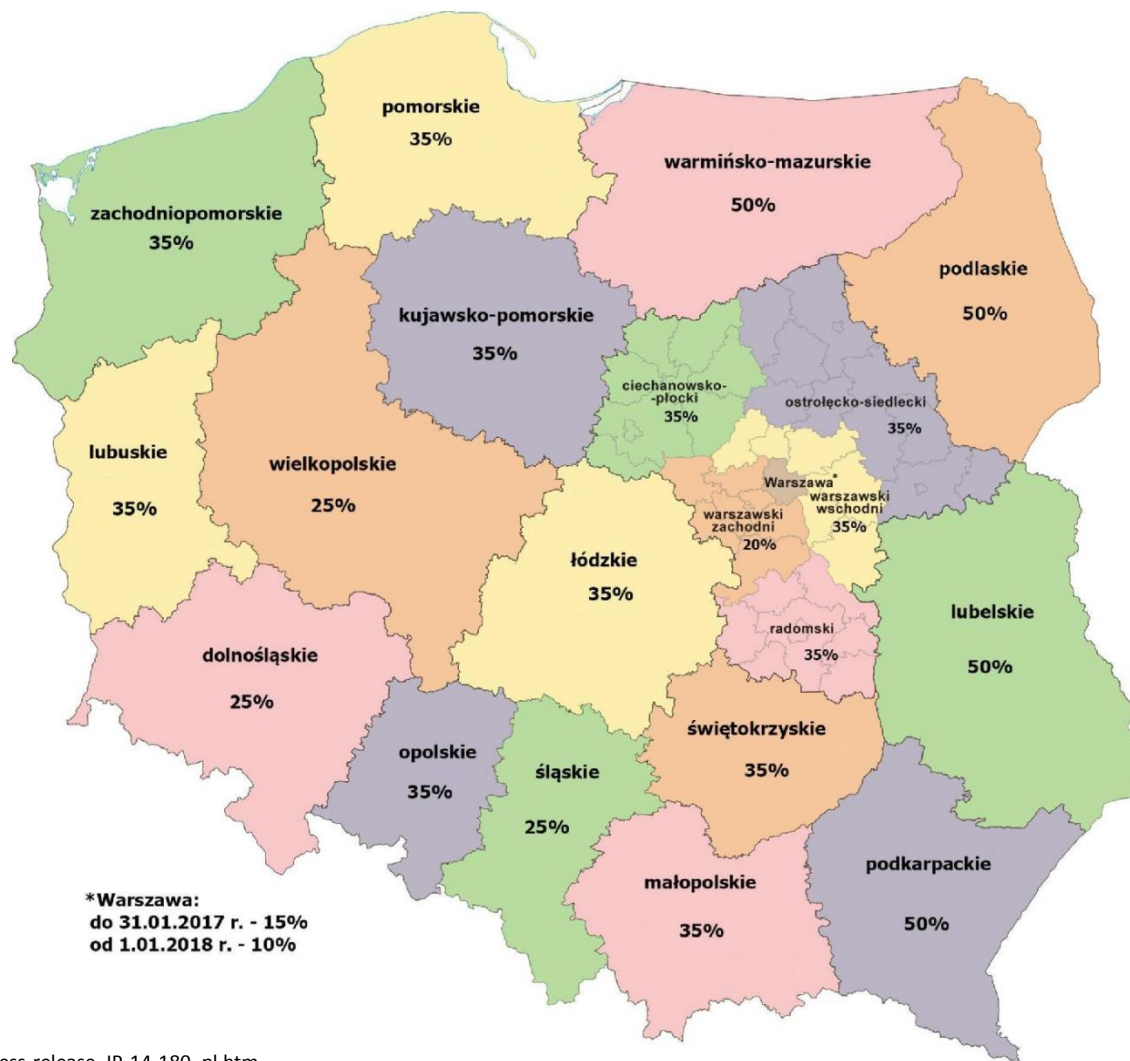 pomorskie
35%
warmińsko-mazurskie
50%
zachodniopomorskie
35%
podlaskie
50%
kujawsko-pomorskie
35%
ciechanowsko-
-płocki
35%
ostrołęcko-siedlecki
35%
lubuskie
35%
wielkopolskie
25%
Warszawa*
warszawski
wschodni
35%
warszawski
zachodni
20%
łódzkie
35%
lubelskie
50%
radomski
35%
dolnośląskie
25%
świętokrzyskie
35%
opolskie
35%
śląskie
25%
podkarpackie
50%
małopolskie
35%
*Warszawa:
do 31.01.2017 r. - 15%
od 1.01.2018 r. - 10%